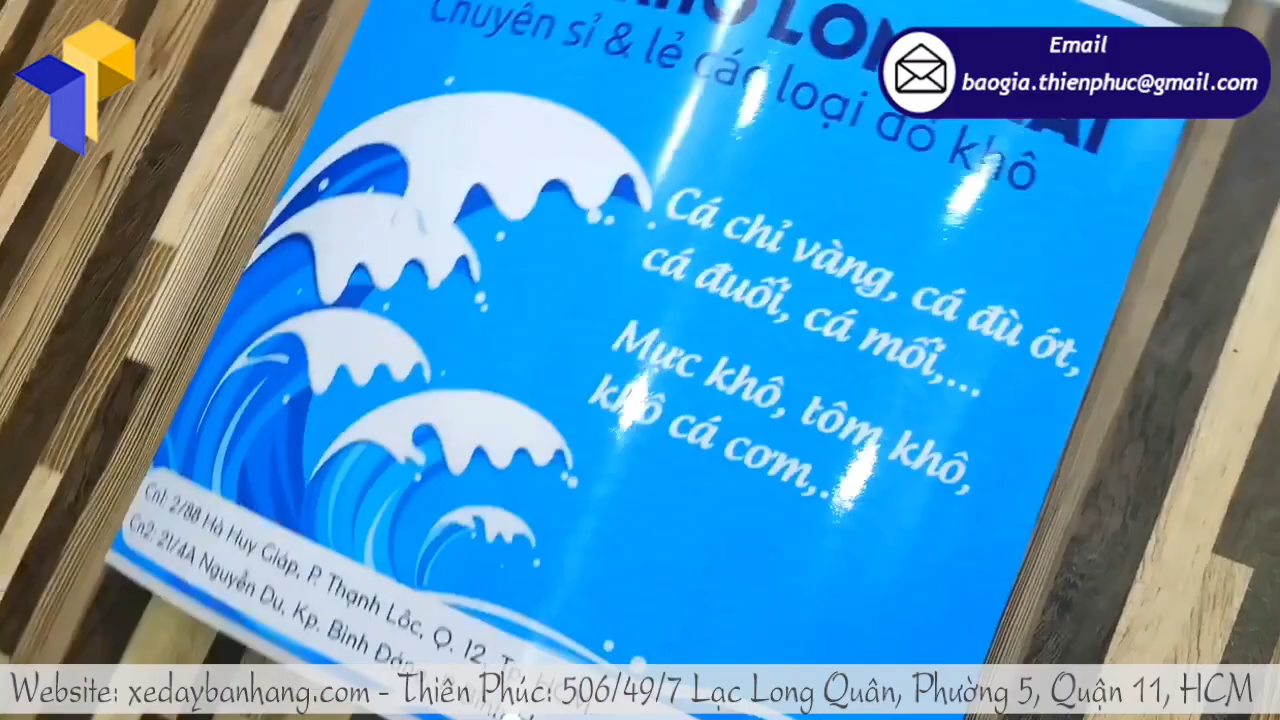 LON
Chuyên sỉ & lẻ các loại đồ khô
Email
baogia.thienphuc@gmail.com
Cá chỉ vàng, cá đù ớt,
cá đuối, cá mối,...
Mực khô, tôm khô,
khô cá cơm,...
Cn1: 2/88 Hà Huy Giáp, P. Thạnh Lộc, Q. 12, Tp. HCM
Cn2: 21/4A Nguyễn Du, Kp. Bình
Website: xedaybanhang.com - Thiên Phúc: 506/49/7 Lạc Long Quân, Phường 5, Quận 11, HCM